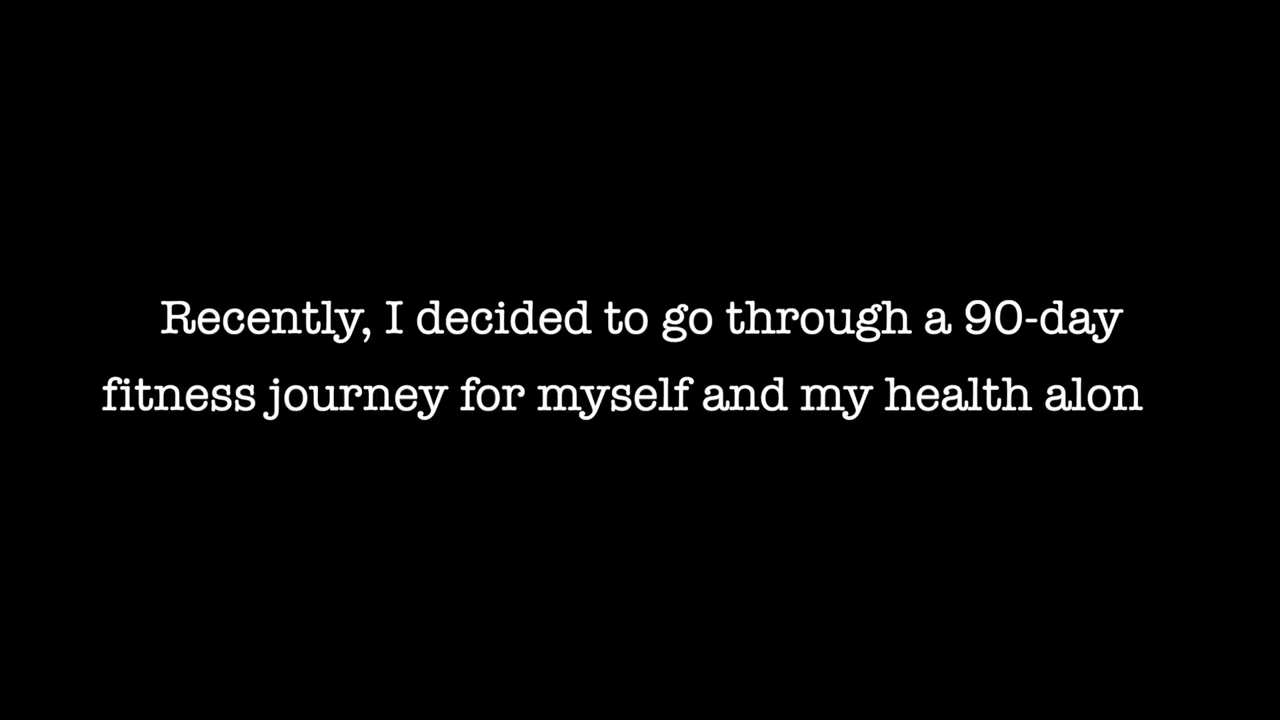 Recently, I decided to go through a 90-day
fitness journey for myself and my health alon